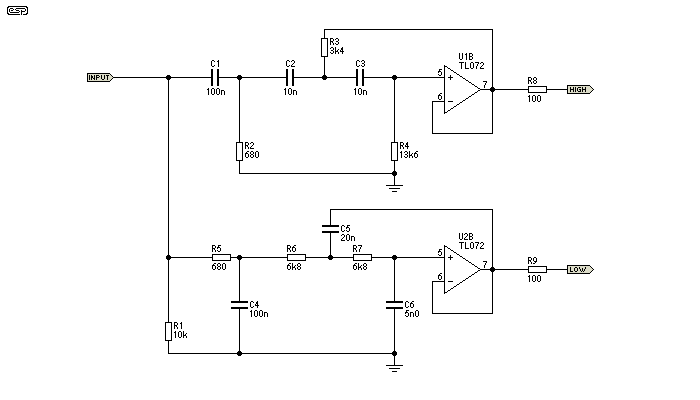 esp
R3
3k4
U1B
TL072
C1
100n
C2
10n
C3
10n
INPUT
5
+
7
6
−
R8
100
HIGH
R2
680
R4
13k6
C5
20n
U2B
TL072
R5
680
R6
6k8
R7
6k8
5
+
7
6
−
R9
100
LOW
C4
100n
C6
5n0
R1
10k